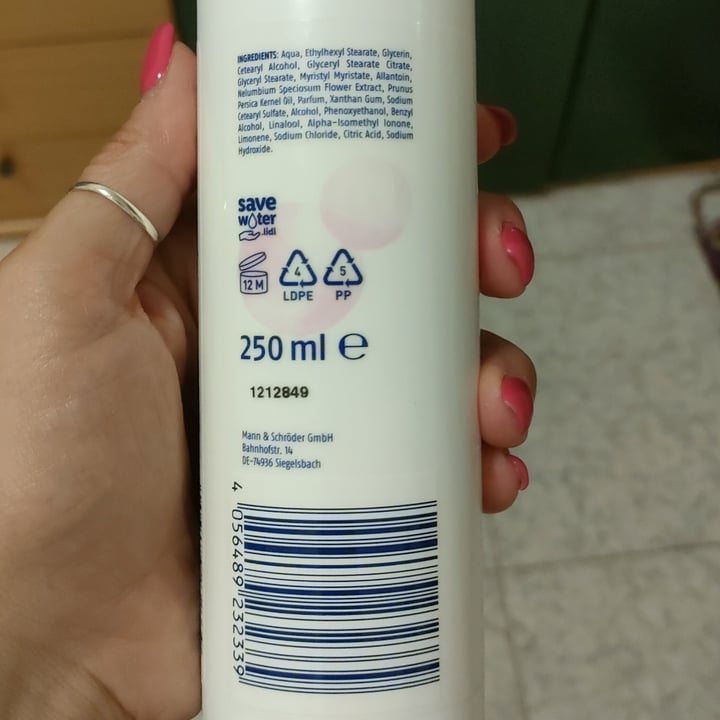 INGREDIENTS: Aqua, Ethylhexyl Stearate, Glycerin,
Cetearyl Alcohol, Glyceryl Stearate Citrate,
Glyceryl Stearate, Myristyl Myristate, Allantoin,
Nelumbium Speciosum Flower Extract, Prunus
Persica Kernel Oil, Parfum, Xanthan Gum, Sodium
Cetearyl Sulfate, Alcohol, Phenoxyethanol, Benzyl
Alcohol, Linalool, Alpha-Isomethyl Ionone,
Limonene, Sodium Chloride, Citric Acid, Sodium
Hydroxide.
save
water
.lidl
12 M
4
LDPE
5
PP
250 ml e
1212849
Mann & Schröder GmbH
Bahnhofstr. 14
DE-74936 Siegelsbach
4 056489 232339